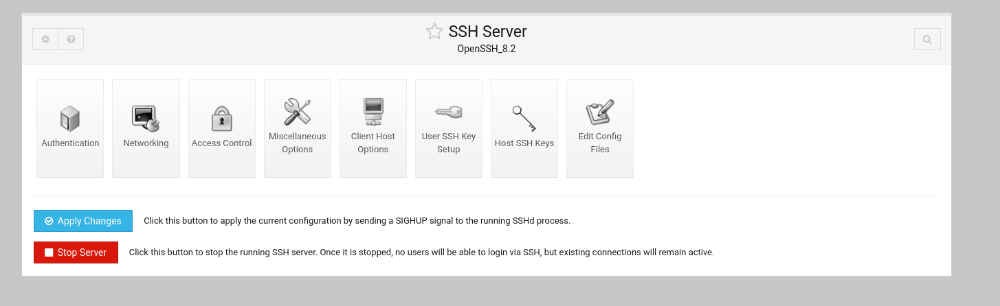 SSH Server
OpenSSH_8.2
Authentication
Networking
Access Control
Miscellaneous
Options
Client Host
Options
User SSH Key
Setup
Host SSH Keys
Edit Config
Files
Apply Changes
Click this button to apply the current configuration by sending a SIGHUP signal to the running SSHd process.
Stop Server
Click this button to stop the running SSH server. Once it is stopped, no users will be able to login via SSH, but existing connections will remain active.